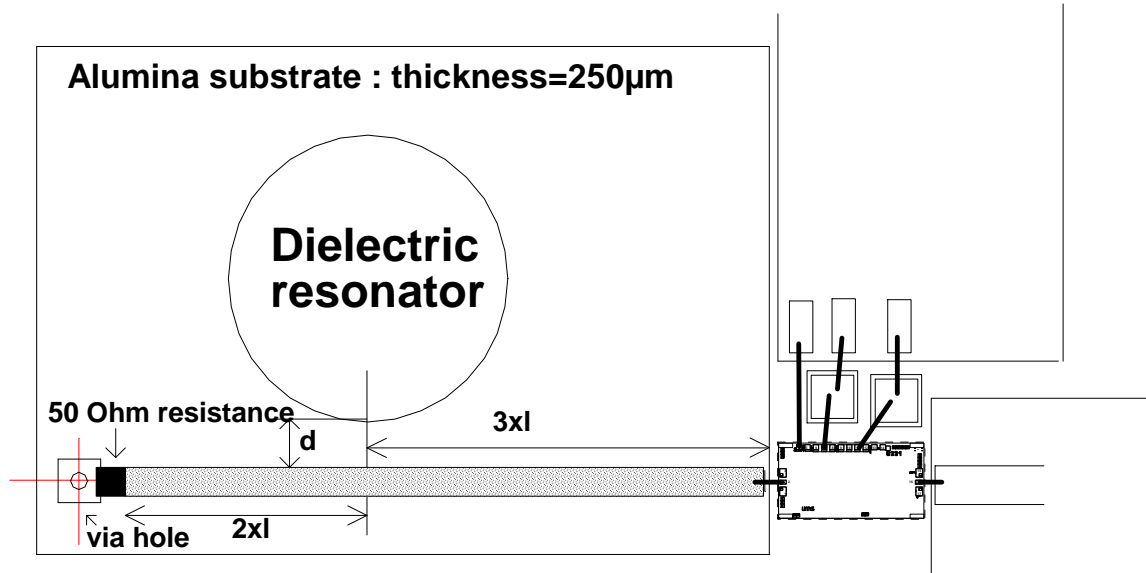 Alumina substrate : thickness=250µm
Dielectric
resonator
50 Ohm resistance
d
3xl
2xl
via hole